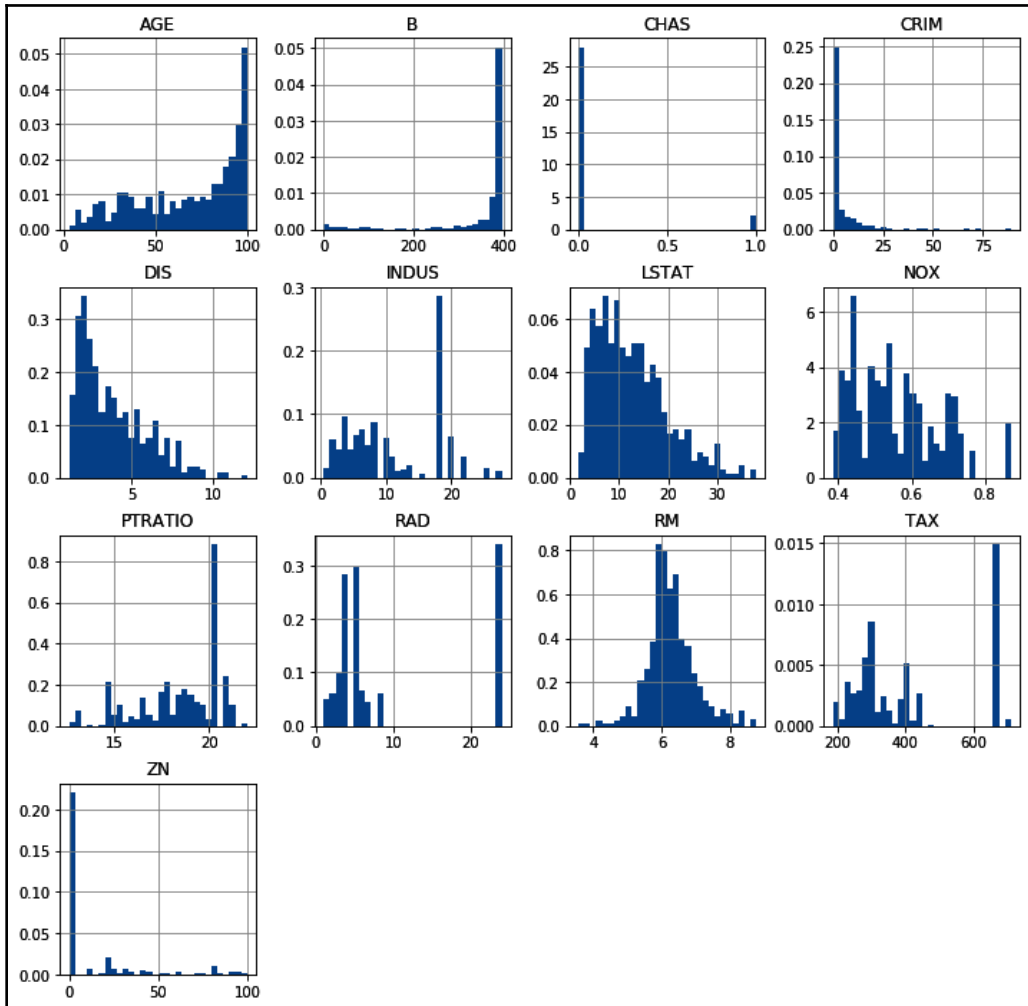 AGE B CHAS CRIM
0.05 0.05 25 0.25
0.04 0.04 20 0.20
0.03 0.03 15 0.15
0.02 0.02 10 0.10
0.01 0.01 5 0.05
0.00 0.00 0 0.00
0 50 100 0 200 400 0.0 0.5 1.0 0 25 50 75
DIS INDUS LSTAT NOX
0.3 0.3 0.06 6
0.2 0.2 0.04 4
0.1 0.1 0.02 2
0.0 0.0 0.00 0
5 10 0 10 20 0 10 20 30 0.4 0.6 0.8
PTRATIO RAD RM TAX
0.8 0.3 0.8 0.015
0.6 0.2 0.6 0.010
0.4 0.1 0.4 0.005
0.2 0.0 0.2 0.000
0.0 0.0
15 20 0 10 20 4 6 8 200 400 600
ZN
0.20
0.15
0.10
0.05
0.00
0 50 100